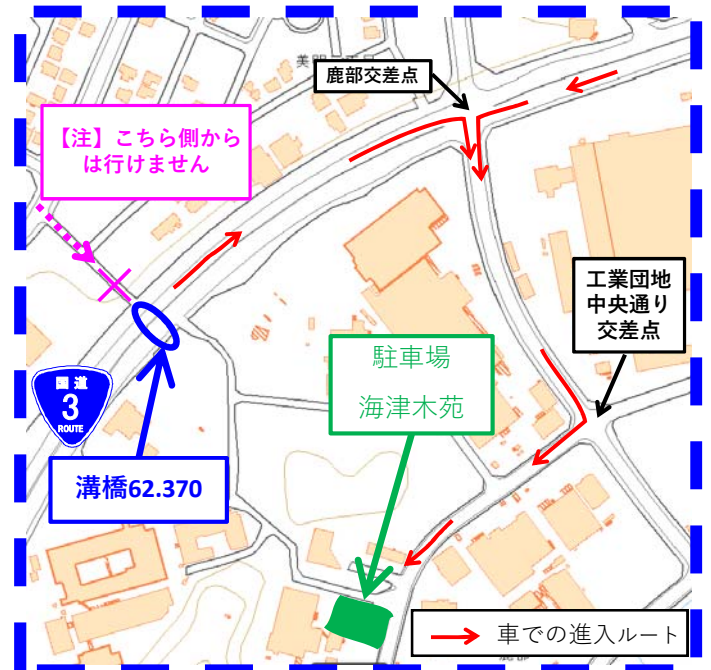 鹿部交差点
【注】こちら側から
は行けません
工業団地
中央通り
交差点
駐車場
海津木苑
国道
3
ROUTE
溝橋62.370
車での進入ルート